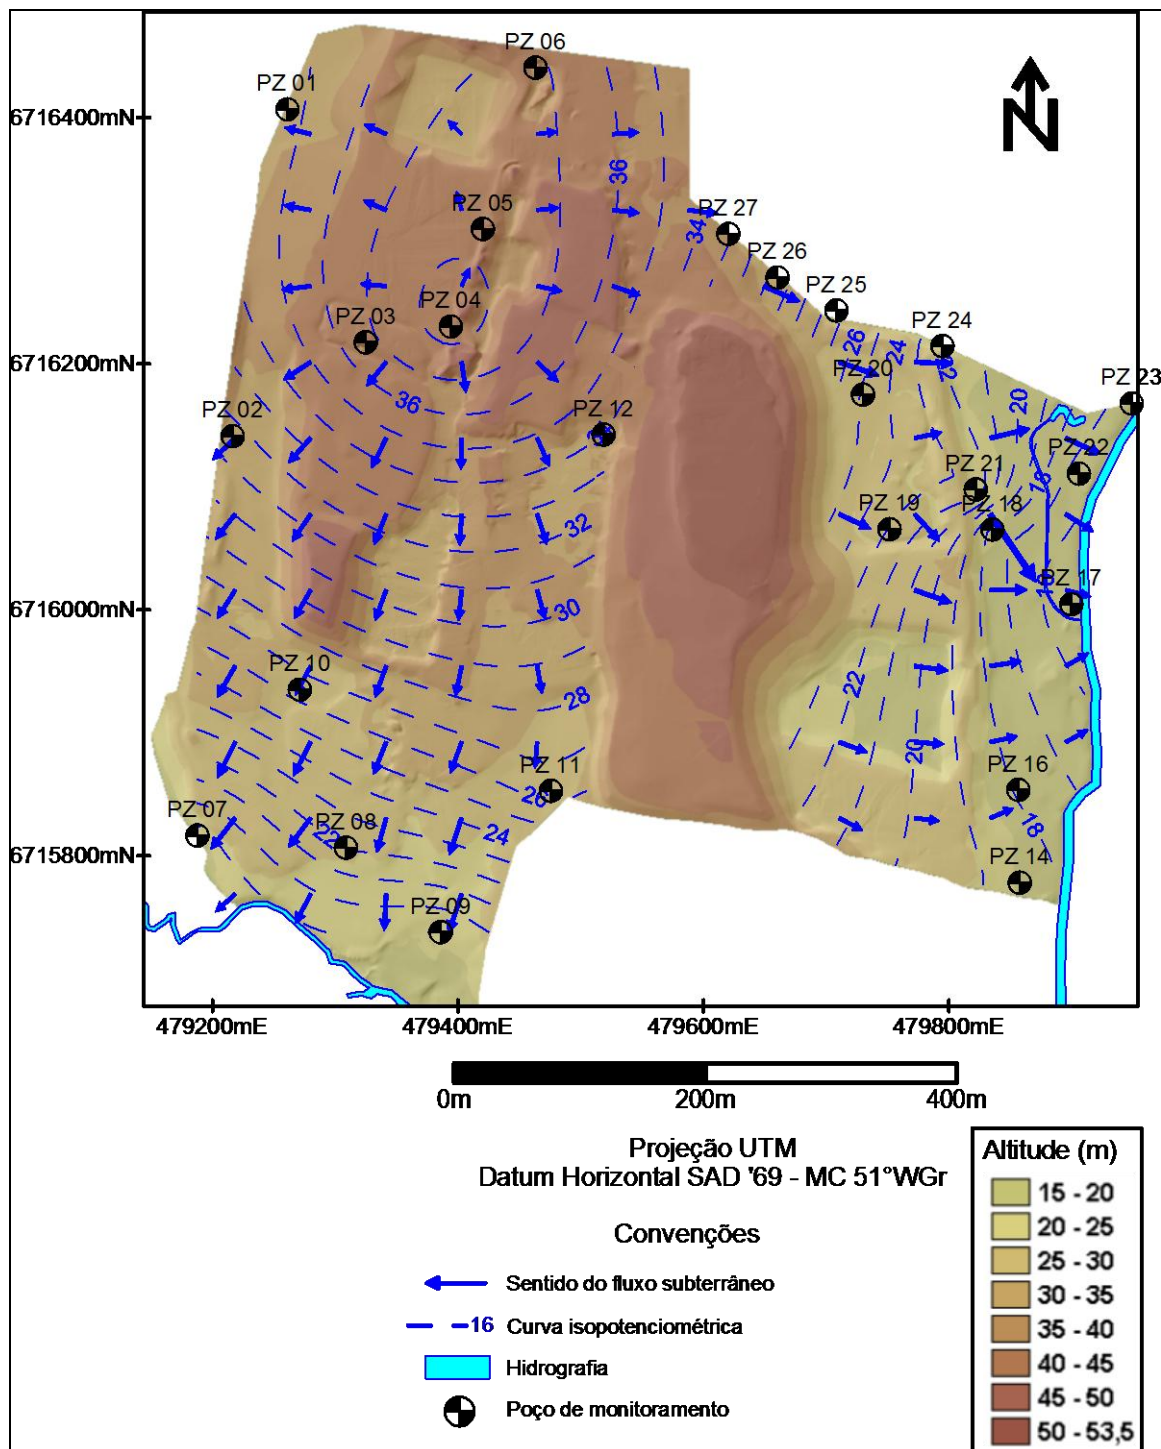 PZ 06
PZ 01
6716400mN
N
36
PZ 05
PZ 27
34
PZ 26
PZ 25
PZ 04
PZ 03
PZ 24
26
24
6716200mN
PZ 20
PZ 23
36
20
PZ 02
PZ 12
PZ 22
PZ 21
18
PZ 19
PZ 18
32
PZ 17
6716000mN
30
PZ 10
22
28
20
PZ 11
PZ 16
26
PZ 07
PZ 08
22
24
18
6715800mN
PZ 14
PZ 09
479200mE
479400mE
479600mE
479800mE
0m
200m
400m
Projeção UTM
Datum Horizontal SAD '69 - MC 51°WGr
Convenções
Sentido do fluxo subterrâneo
16 Curva isopotenciométrica
Hidrografia
Poço de monitoramento
Altitude (m)
15 - 20
20 - 25
25 - 30
30 - 35
35 - 40
40 - 45
45 - 50
50 - 53,5